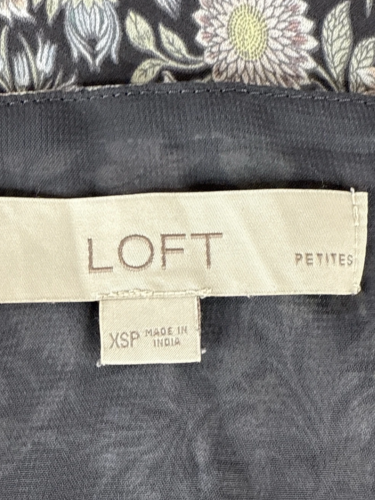 LOFT PETITES
XSP MADE IN
INDIA